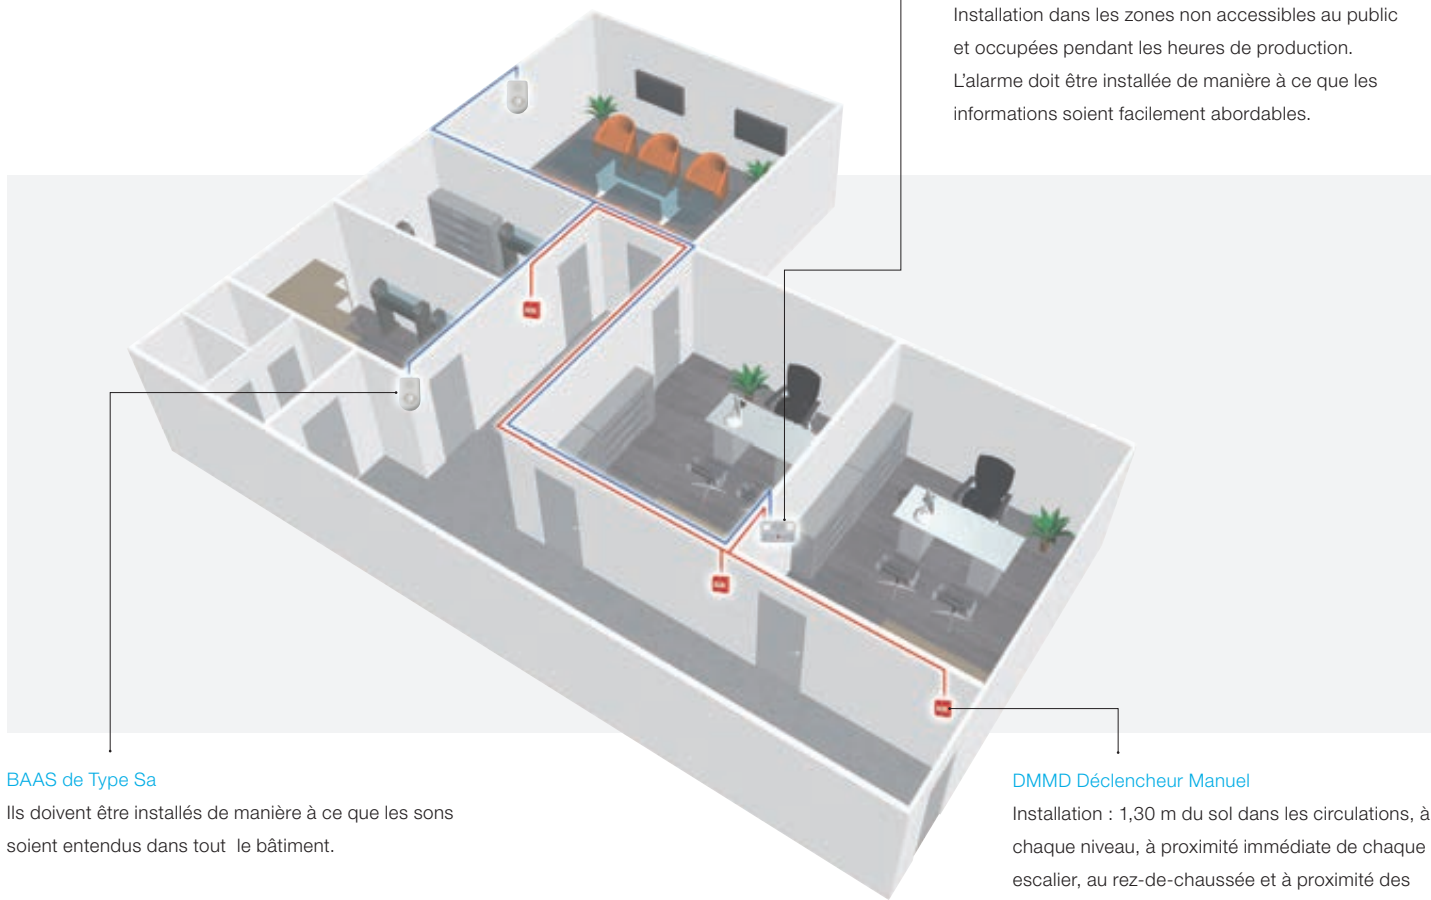 Installation dans les zones non accessibles au public
et occupées pendant les heures de production.
L’alarme doit être installée de manière à ce que les
informations soient facilement abordables.
BAAS de Type Sa
Ils doivent être installés de manière à ce que les sons
soient entendus dans tout le bâtiment.
DMMD Déclencheur Manuel
Installation : 1,30 m du sol dans les circulations, à
chaque niveau, à proximité immédiate de chaque
escalier, au rez-de-chaussée et à proximité des